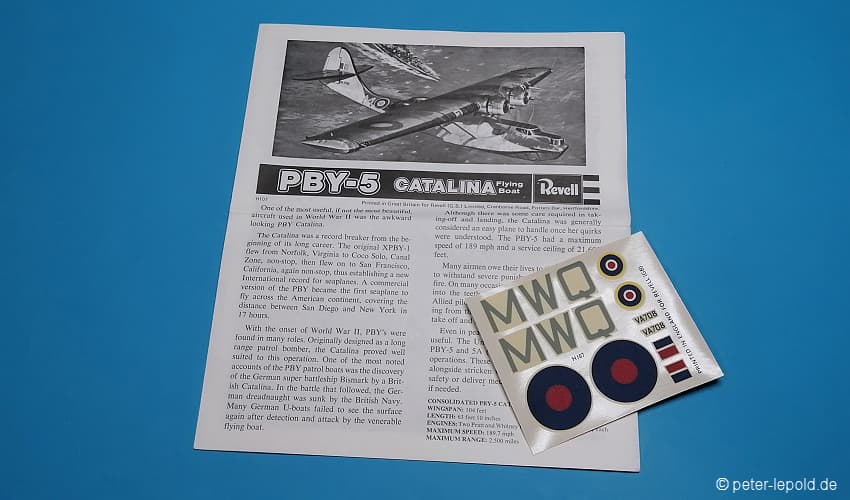 PBY-5 CATALINA Flying Boat Revell
H107
Printed in Great Britain for Revell (G.B.) Limited, Cranborne Road, Potters Bar, Hertfordshire.
One of the most useful, if not the most beautiful,
aircraft used in World War II was the awkward
looking PBY Catalina.
The Catalina was a record breaker from the be-
ginning of its long career. The original XPBY-1
flew from Norfolk, Virginia to Coco Solo, Canal
Zone, non-stop, then flew on to San Francisco,
California, again non-stop, thus establishing a new
International record for seaplanes. A commercial
version of the PBY became the first seaplane to
fly across the American continent, covering the
distance between San Diego and New York in
17 hours.
With the onset of World War II, PBY's were
found in many roles. Originally designed as a long
range patrol bomber, the Catalina proved well
suited to this operation. One of the most noted
accounts of the PBY patrol boats was the discovery
of the German super battleship Bismark by a Brit-
ish Catalina. In the battle that followed, the Ger-
man dreadnaught was sunk by the British Navy.
Many German U-boats failed to see the surface
again after detection and attack by the venerable
flying boat.
Although there was some care required in tak-
ing-off and landing, the Catalina was generally
considered an easy plane to handle once her quirks
were understood. The PBY-5 had a maximum
speed of 189 mph and a service ceiling of
feet.
Many airmen owe their lives to
to withstand severe
fire. On many
into the
Allied
ing from
take off and
Even in
useful. The
PBY-5 and 5A
operations. These
alongside stricken
safety or deliver
if needed.
CONSOLIDATED PBY-5
WINGSPAN: 104 feet
LENGTH: 63 feet 10 inches
ENGINES: Two Pratt and Whitney each
MAXIMUM SPEED: 189.7 mph
MAXIMUM RANGE: 2,500 miles
MWQ
MWQ
H107
VA708
VA708
PRINTED IN ENGLAND FOR REVELL (GB)
© peter-lepold.de